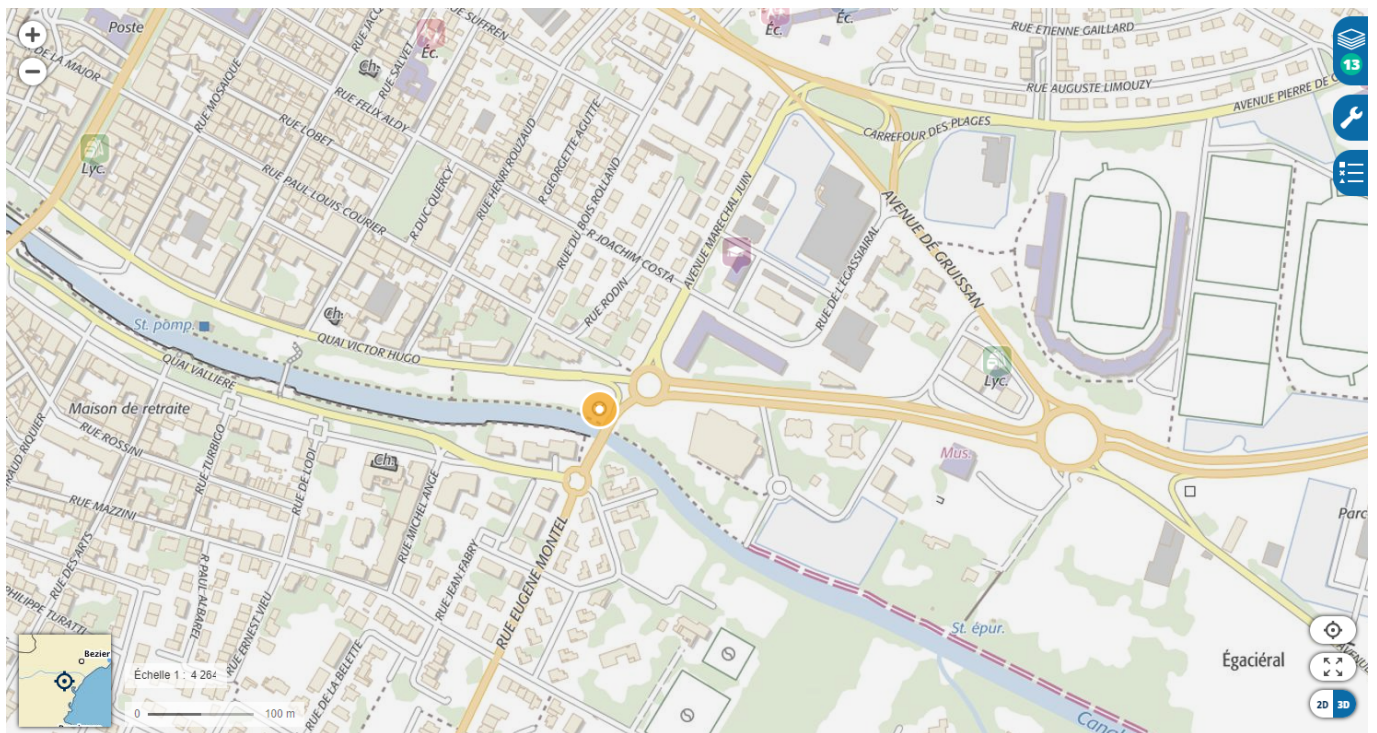 Poste
DE LA MAJOR
RUE MOSAIQUE
RUE JACQ
RUE SALVET
DE SUFFREN
Éc.
Éc.
Éc.
Ch.
RUE ETIENNE GAILLARD
RUE AUGUSTE LIMOUZY
AVENUE PIERRE DE C
13
CARREFOUR DES PLAGES
Lyc.
RUE LOBET
RUE FELIX ALDY
RUE PAUL LOUIS COURIER
R DUC QUERCY
RUE HENRI ROUZAUD
R GEORGETTE AGUTTE
RUE DU BOIS ROLLAND
R JOACHIM COSTA
RUE RODIN
AVENUE MARECHAL JUIN
RUE DE L'EGASSIAIRAL
AVENUE DE GRUISSAN
St. pomp.
Ch.
QUAI VICTOR HUGO
QUAI VALLIERE
Lyc.
Maison de retraite
RAUD RIQUIER
RUE ROSSINI
RUE TURBIGO
RUE DE LODI
Ch.
RUE MICHEL ANGE
Mus.
RUE MAZZINI
RUE DES ARTS
R PAUL ALBAREL
RUE ERNEST VIEU
RUE JEAN FABRY
RUE EUGENE MONTEL
Parc
PHILIPPE TURATI
RUE DE LA BELETTE
St. épur.
Égaciéral
AVENUE
Canal
Bezier
Échelle 1 : 4 264
0 100 m
2D 3D